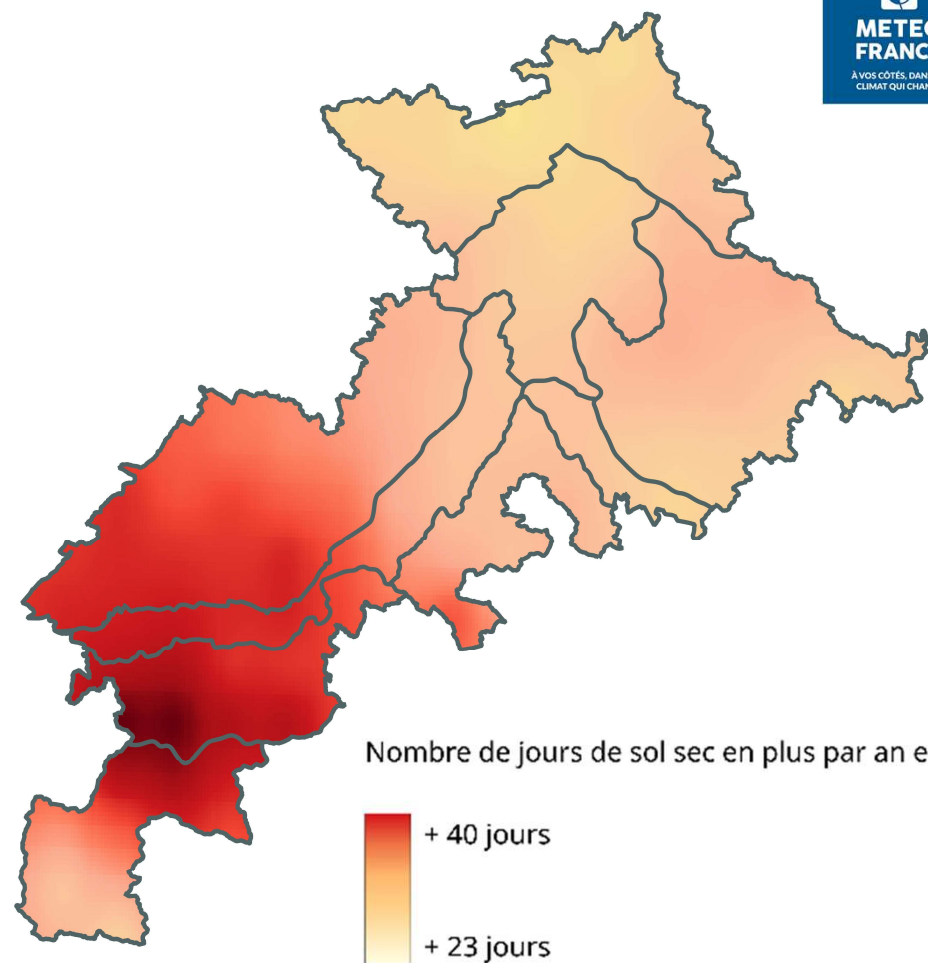 METEO
FRANC
À VOS CÔTÉS, DAN
CLIMAT QUI CHAN
Nombre de jours de sol sec en plus par an e
+ 40 jours
+ 23 jours